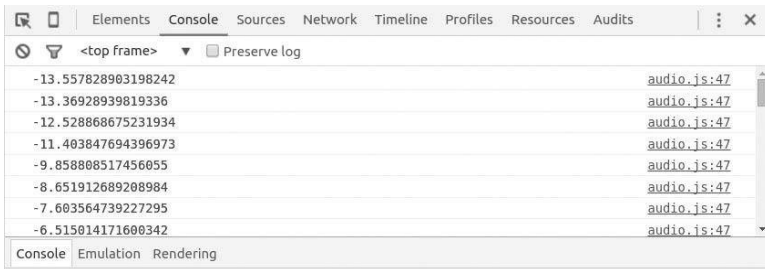 Elements Console Sources Network Timeline Profiles Resources Audits
<top frame> ▼ Preserve log
-13.557828903198242 audio.js:47
-13.36928939819336 audio.js:47
-12.528868675231934 audio.js:47
-11.403847694396973 audio.js:47
-9.858808517456055 audio.js:47
-8.651912689208984 audio.js:47
-7.603564739227295 audio.js:47
-6.515014171600342 audio.js:47
Console Emulation Rendering